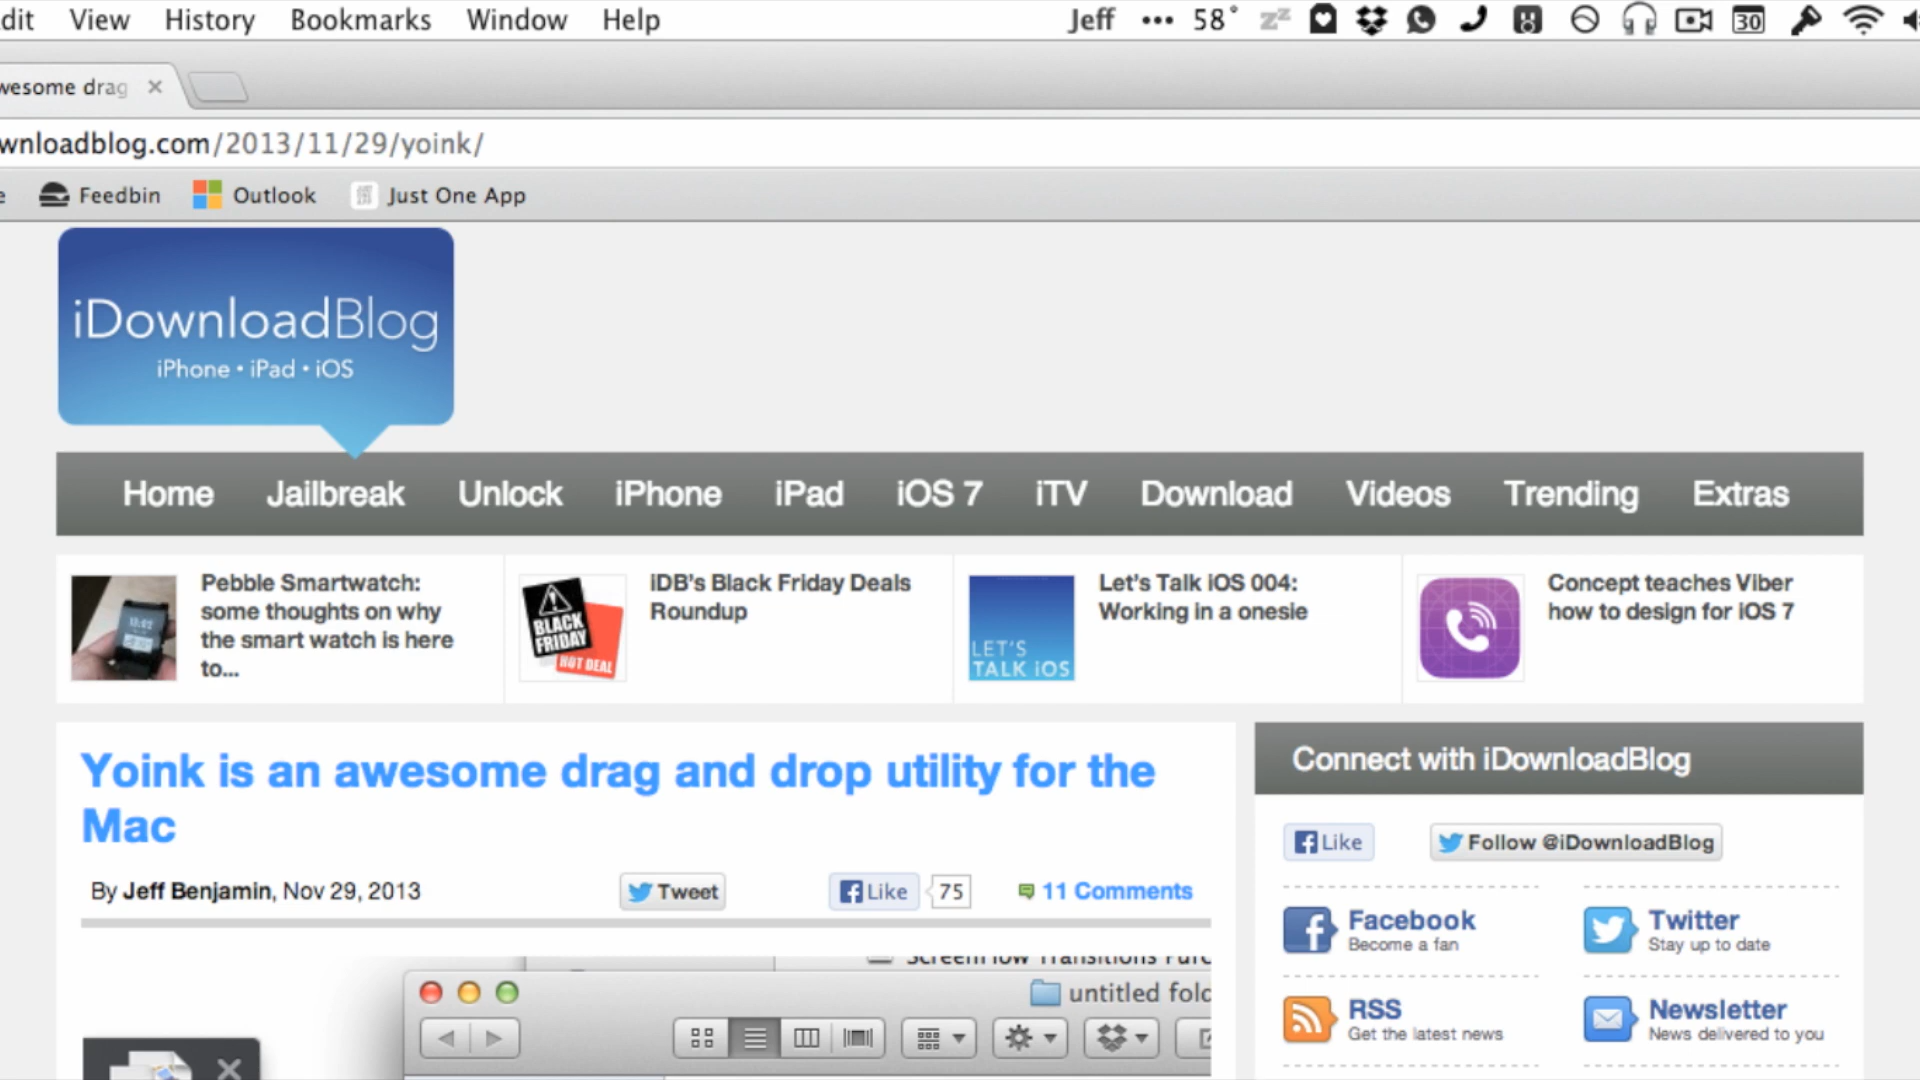 dit View History Bookmarks Window Help Jeff ••• 58° zzz 30
wesome drag ×
wnloadblog.com/2013/11/29/yoink/
e Feedbin Outlook Just One App
iDownloadBlog
iPhone • iPad • iOS
Home Jailbreak Unlock iPhone iPad iOS 7 iTV Download Videos Trending Extras
Pebble Smartwatch:
some thoughts on why
the smart watch is here
to...
BLACK
FRIDAY
HOT DEAL
iDB's Black Friday Deals
Roundup
LET'S
TALK iOS
Let's Talk iOS 004:
Working in a onesie
Concept teaches Viber
how to design for iOS 7
Yoink is an awesome drag and drop utility for the
Mac
By Jeff Benjamin, Nov 29, 2013 Tweet Like 75 11 Comments
ScreenFlow Transitions Purc
untitled fold
Connect with iDownloadBlog
Like Follow @iDownloadBlog
Facebook
Become a fan
Twitter
Stay up to date
RSS
Get the latest news
Newsletter
News delivered to you